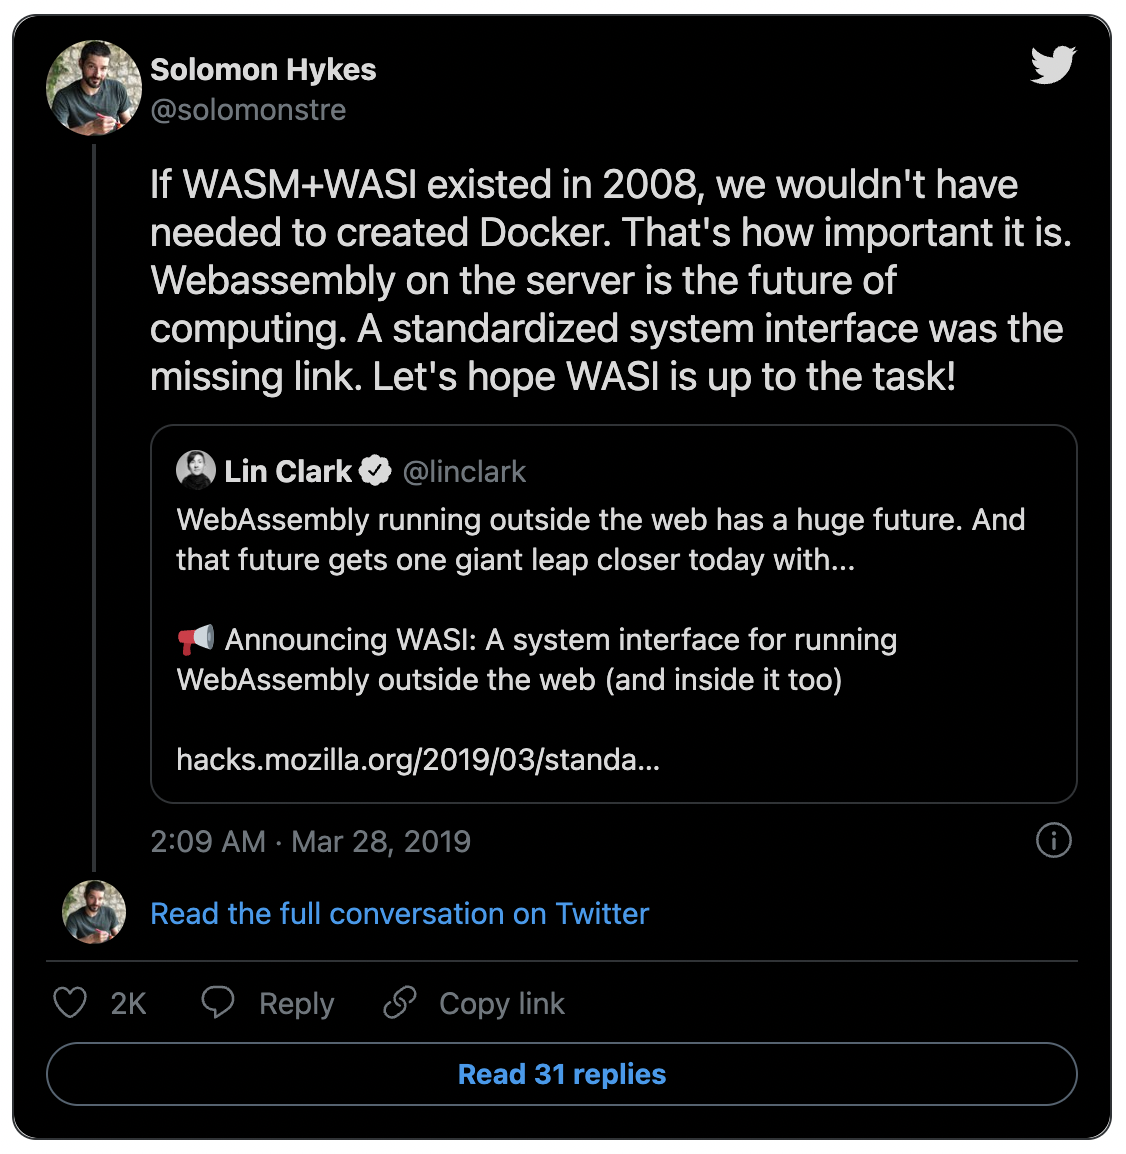 Solomon Hykes
@solomonstre
If WASM+WASI existed in 2008, we wouldn't have
needed to created Docker. That's how important it is.
Webassembly on the server is the future of
computing. A standardized system interface was the
missing link. Let's hope WASI is up to the task!
Lin Clark @linclark
WebAssembly running outside the web has a huge future. And
that future gets one giant leap closer today with...
📢 Announcing WASI: A system interface for running
WebAssembly outside the web (and inside it too)
hacks.mozilla.org/2019/03/standa...
2:09 AM · Mar 28, 2019
Read the full conversation on Twitter
2K Reply Copy link
Read 31 replies